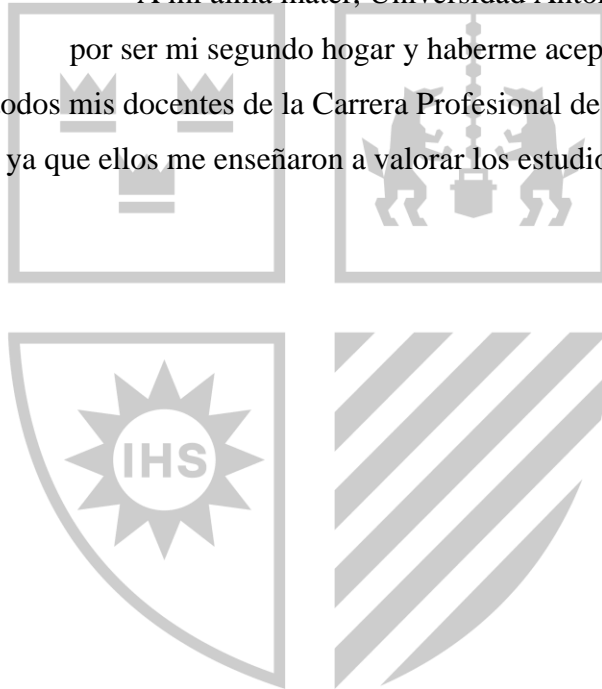 A mi alma mater, Universidad Anton
por ser mi segundo hogar y haberme acep
odos mis docentes de la Carrera Profesional de
ya que ellos me enseñaron a valorar los estudio
IHS